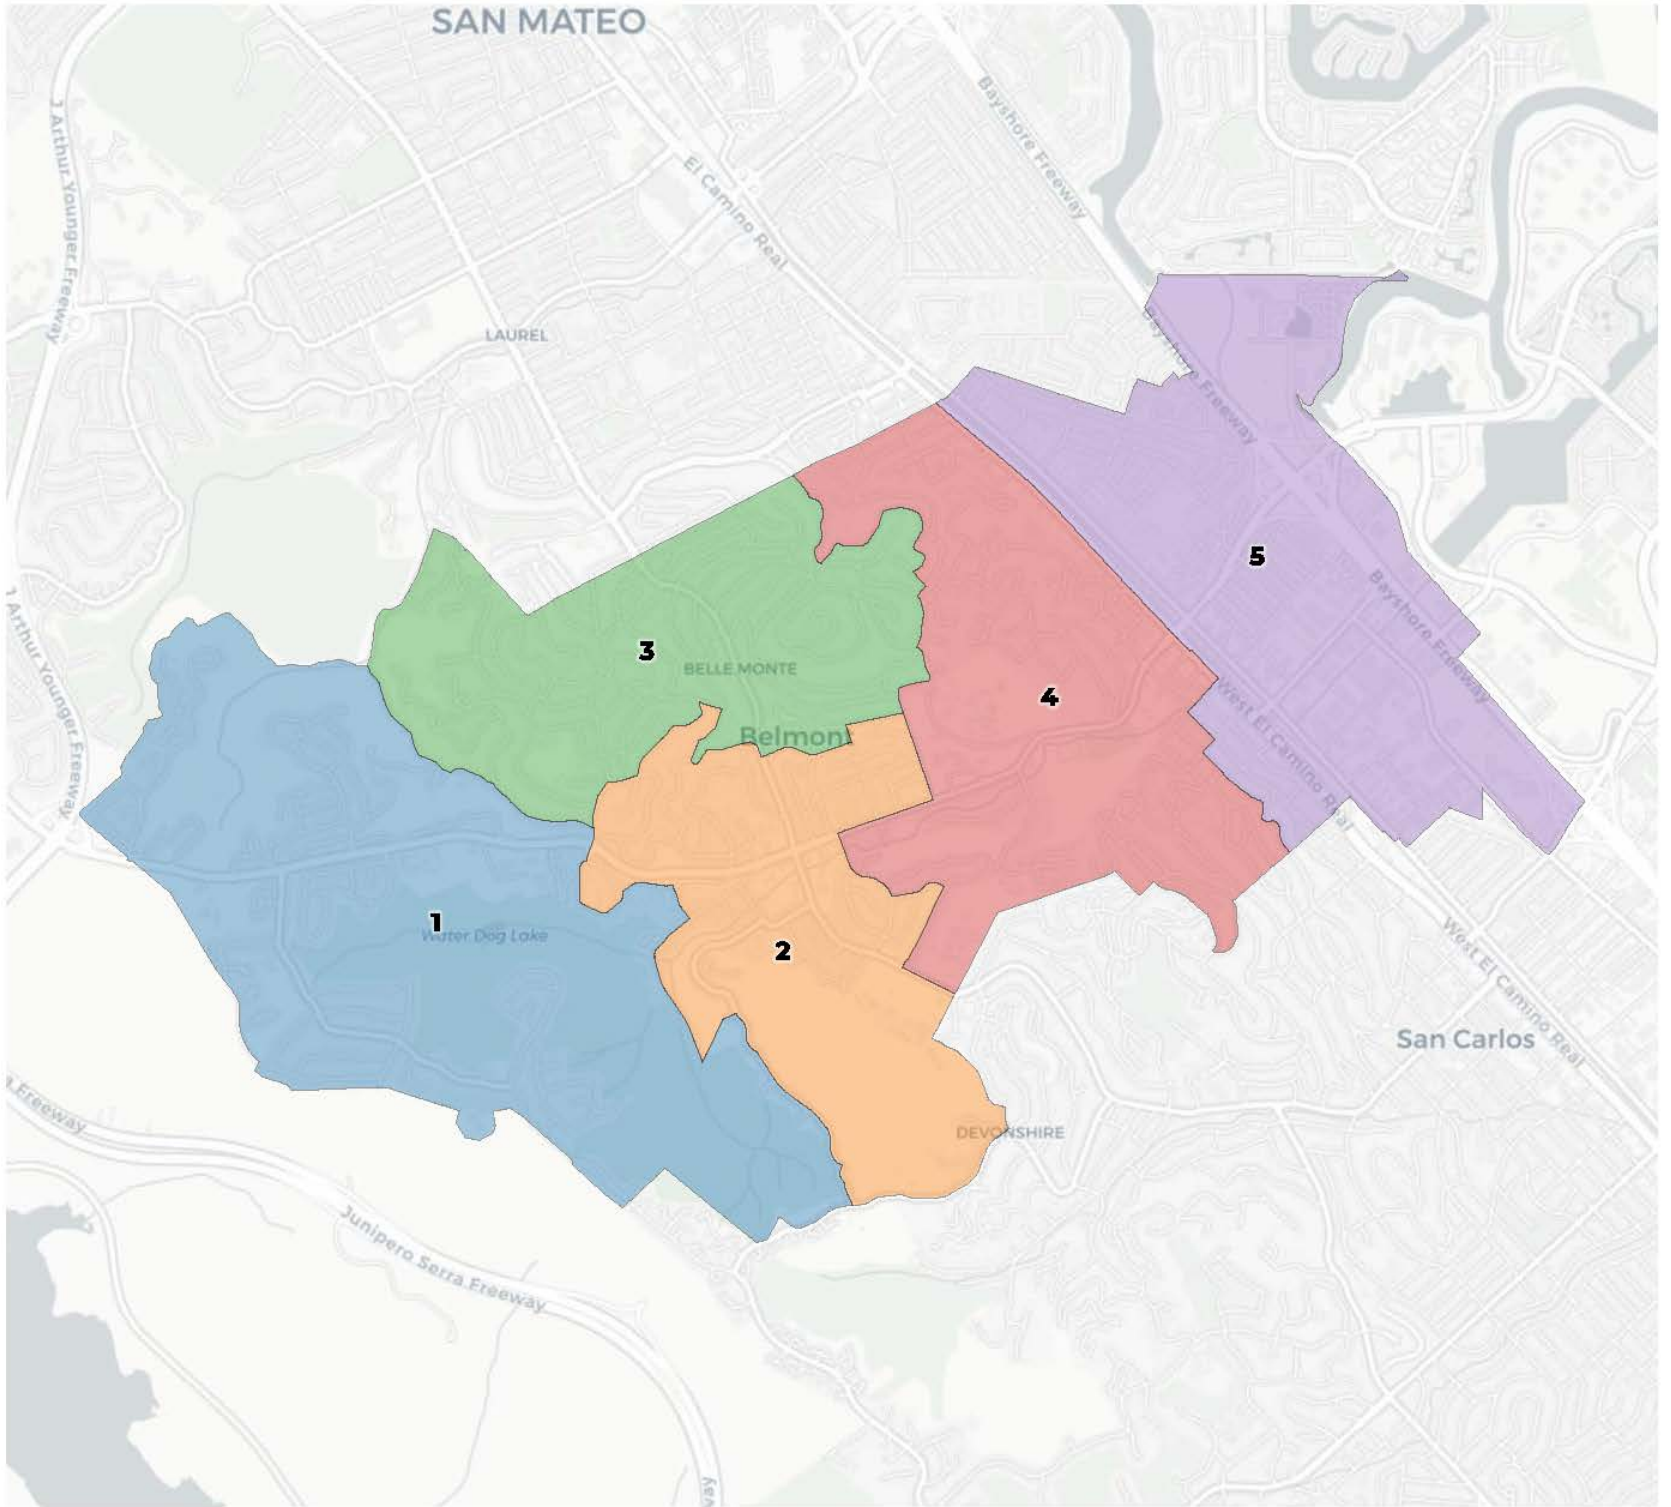 SAN MATEO
Bayshore Freeway
J Arthur Younger Freeway
El Camino Real
LAUREL
Bayshore Freeway
5
Bayshore Freeway
J Arthur Younger Freeway
3
BELLE MONTE
4
Belmont
West El Camino Real
1
Water Dog Lake
2
West El Camino Real
San Carlos
a Freeway
DEVONSHIRE
Junipero Serra Freeway
way